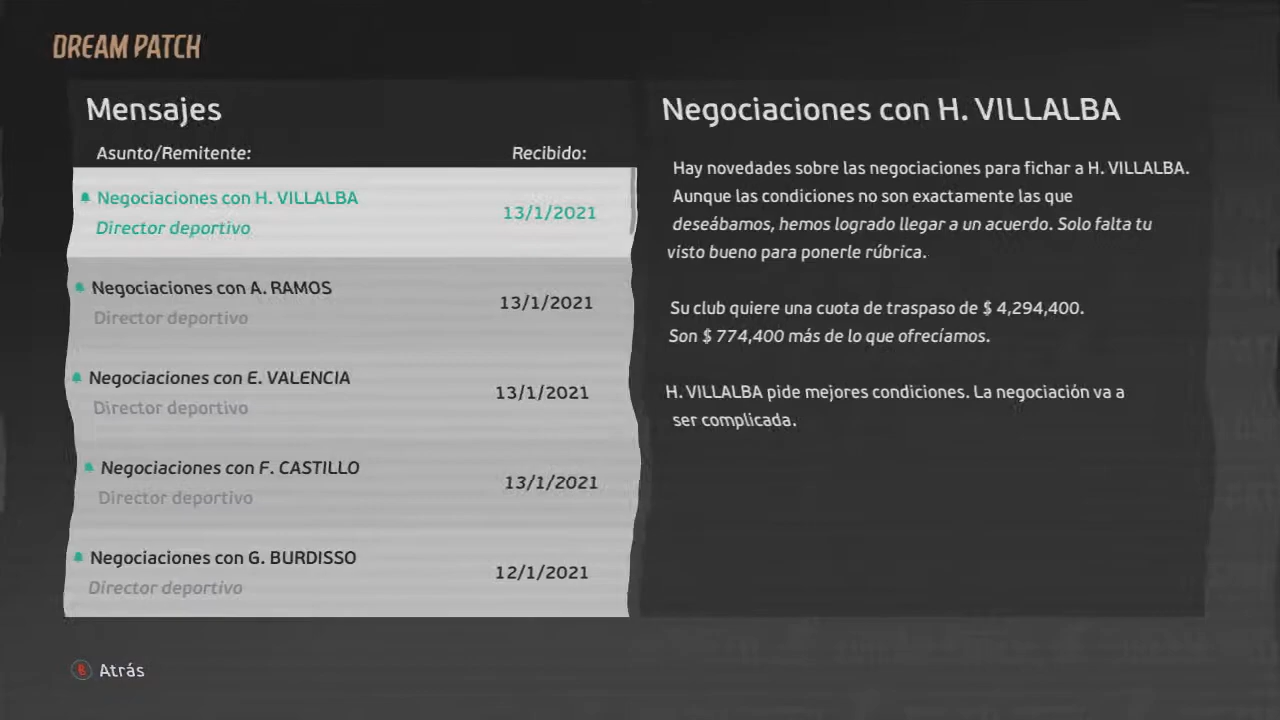 DREAM PATCH
Mensajes
Asunto/Remitente: Recibido:
Negociaciones con H. VILLALBA
Director deportivo
13/1/2021
Negociaciones con A. RAMOS
Director deportivo
13/1/2021
Negociaciones con E. VALENCIA
Director deportivo
13/1/2021
Negociaciones con F. CASTILLO
Director deportivo
13/1/2021
Negociaciones con G. BURDISSO
Director deportivo
12/1/2021
Negociaciones con H. VILLALBA
Hay novedades sobre las negociaciones para fichar a H. VILLALBA.
Aunque las condiciones no son exactamente las que
deseábamos, hemos logrado llegar a un acuerdo. Solo falta tu
visto bueno para ponerle rúbrica.
Su club quiere una cuota de traspaso de $ 4,294,400.
Son $ 774,400 más de lo que ofrecíamos.
H. VILLALBA pide mejores condiciones. La negociación va a
ser complicada.
B Atrás